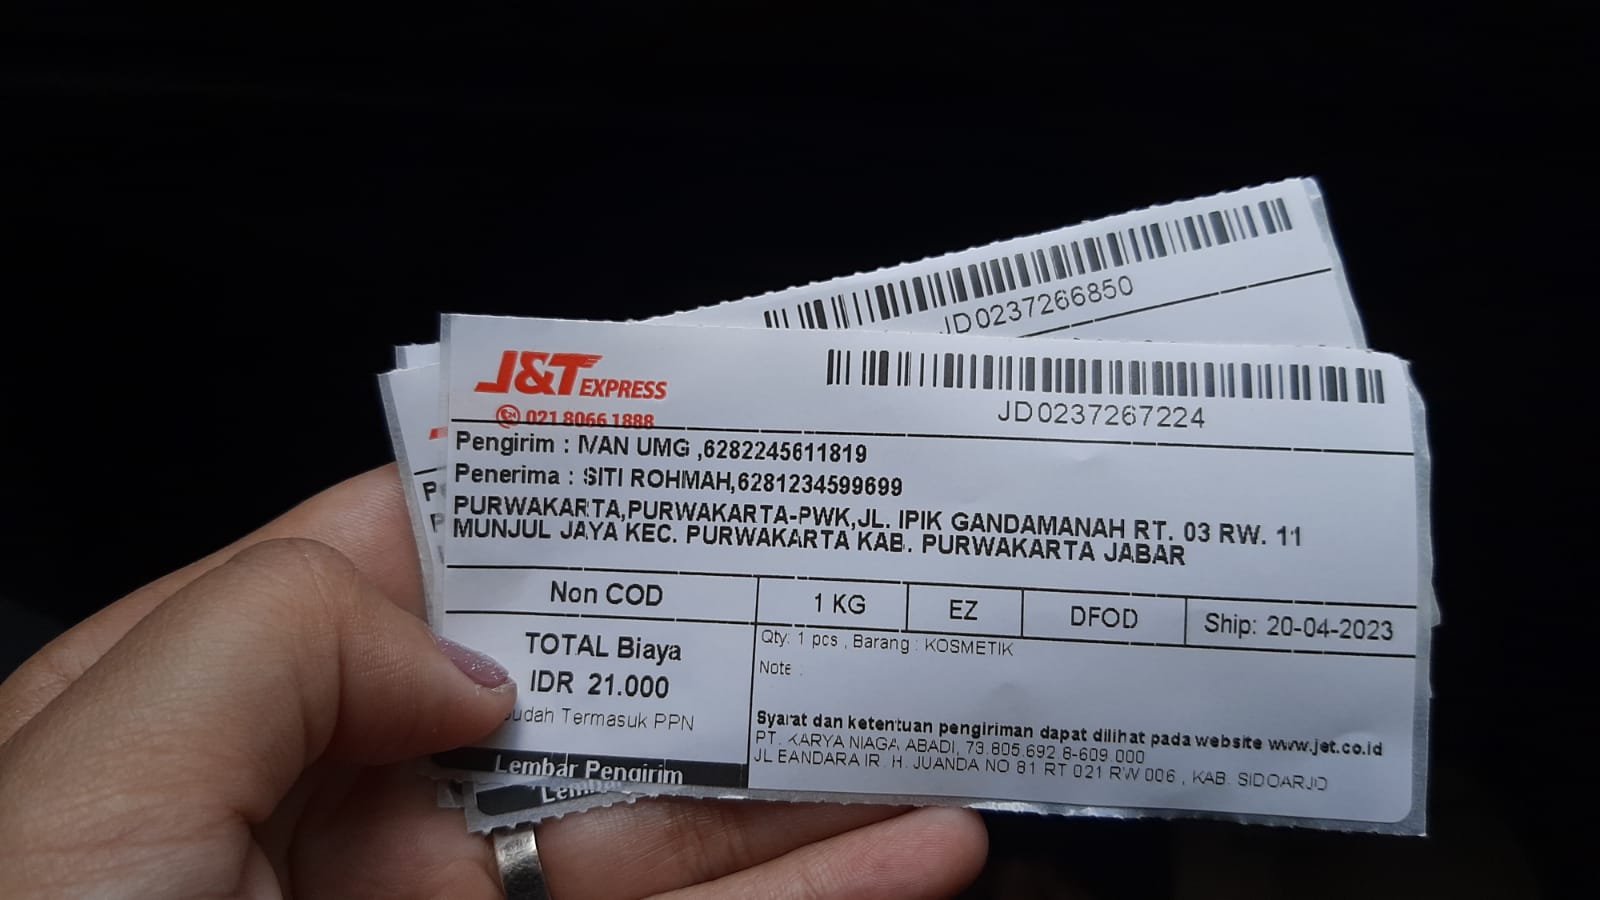 JD0237266850
J&T EXPRESS
021 8066 1888
JD0237267224
Pengirim : IVAN UMG ,6282245611819
Penerima : SITI ROHMAH,6281234599699
PURWAKARTA,PURWAKARTA-PWK,JL. IPIK GANDAMANAH RT. 03 RW. 11
MUNJUL JAYA KEC. PURWAKARTA KAB. PURWAKARTA JABAR
Non COD 1 KG EZ DFOD Ship: 20-04-2023
TOTAL Biaya
IDR 21.000
Sudah Termasuk PPN
Qty: 1 pcs , Barang : KOSMETIK
Note :
Syarat dan ketentuan pengiriman dapat dilihat pada website www.jet.co.id
PT. KARYA NIAGA ABADI, 73.805.692.8-609.000
JL BANDARA IR. H. JUANDA NO 81 RT 021 RW 006 , KAB. SIDOARJO
Lembar Pengirim